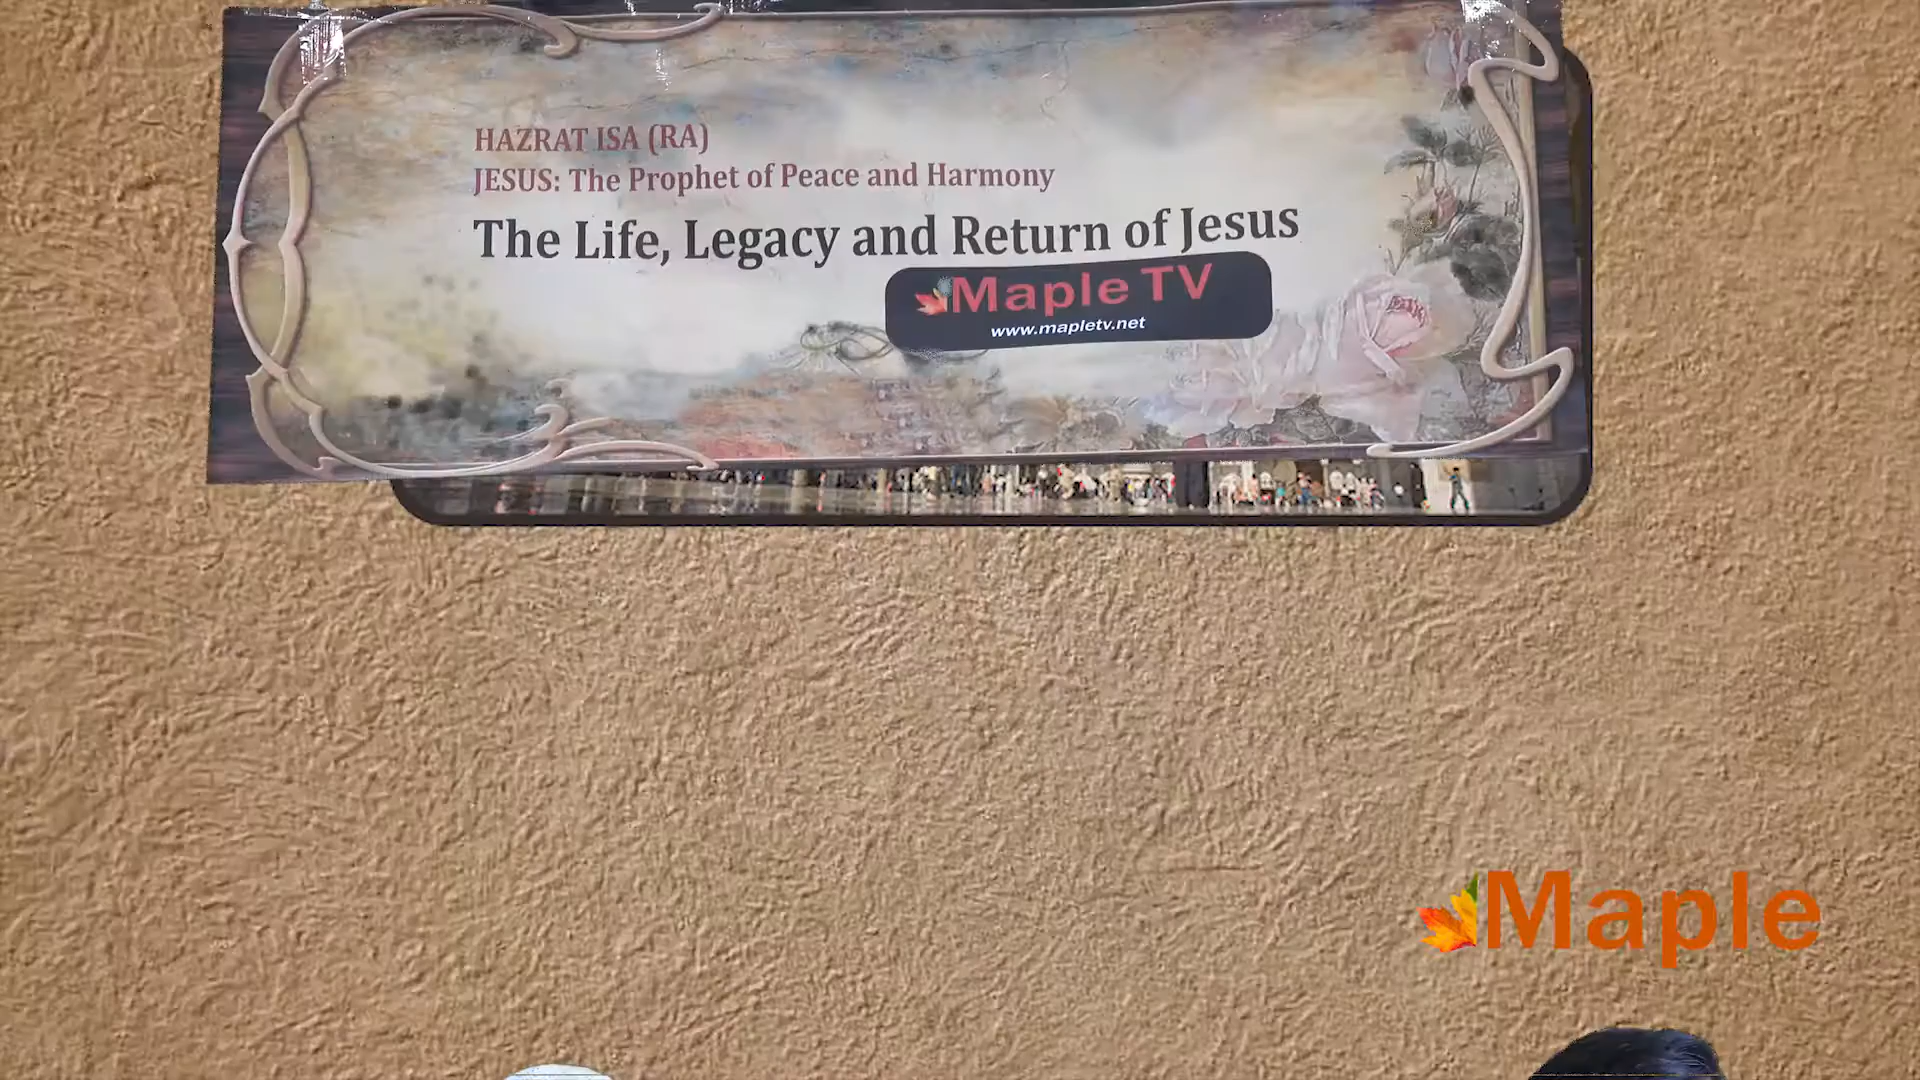 HAZRAT ISA (RA)
JESUS: The Prophet of Peace and Harmony
The Life, Legacy and Return of Jesus
Maple TV
www.mapletv.net
Maple